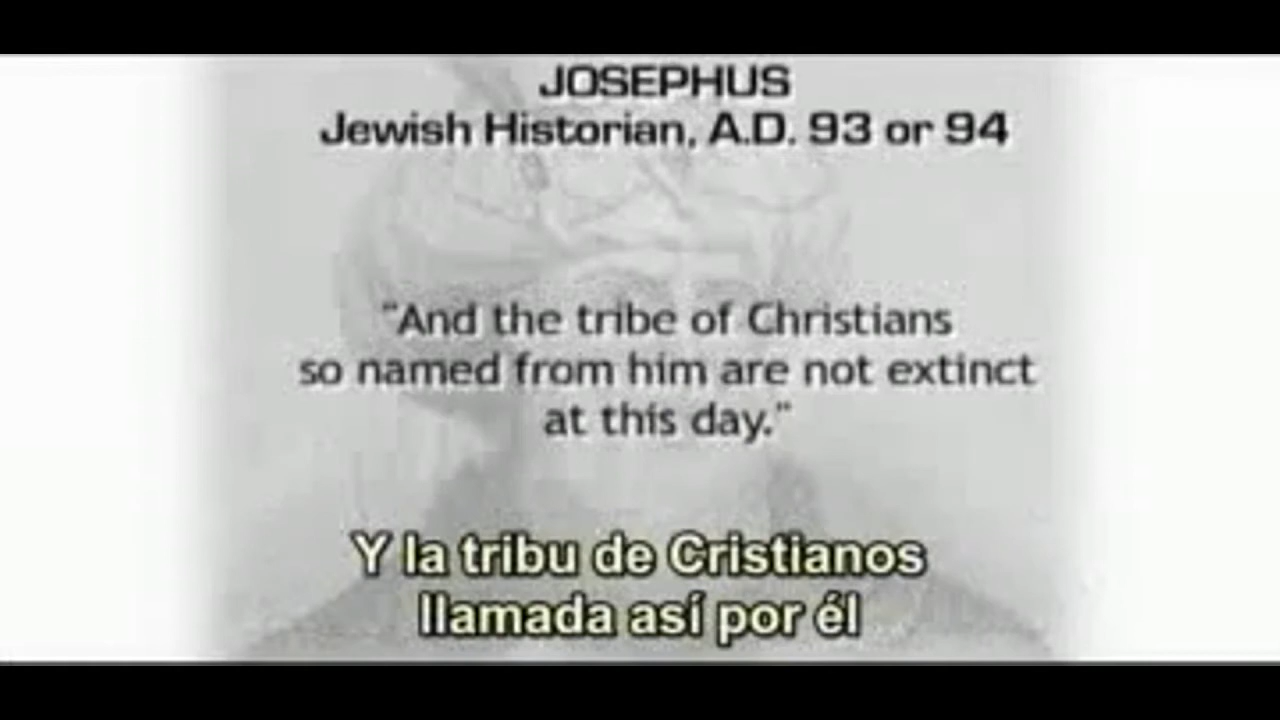 JOSEPHUS
Jewish Historian, A.D. 93 or 94
"And the tribe of Christians
so named from him are not extinct
at this day."
Y la tribu de Cristianos
llamada así por él